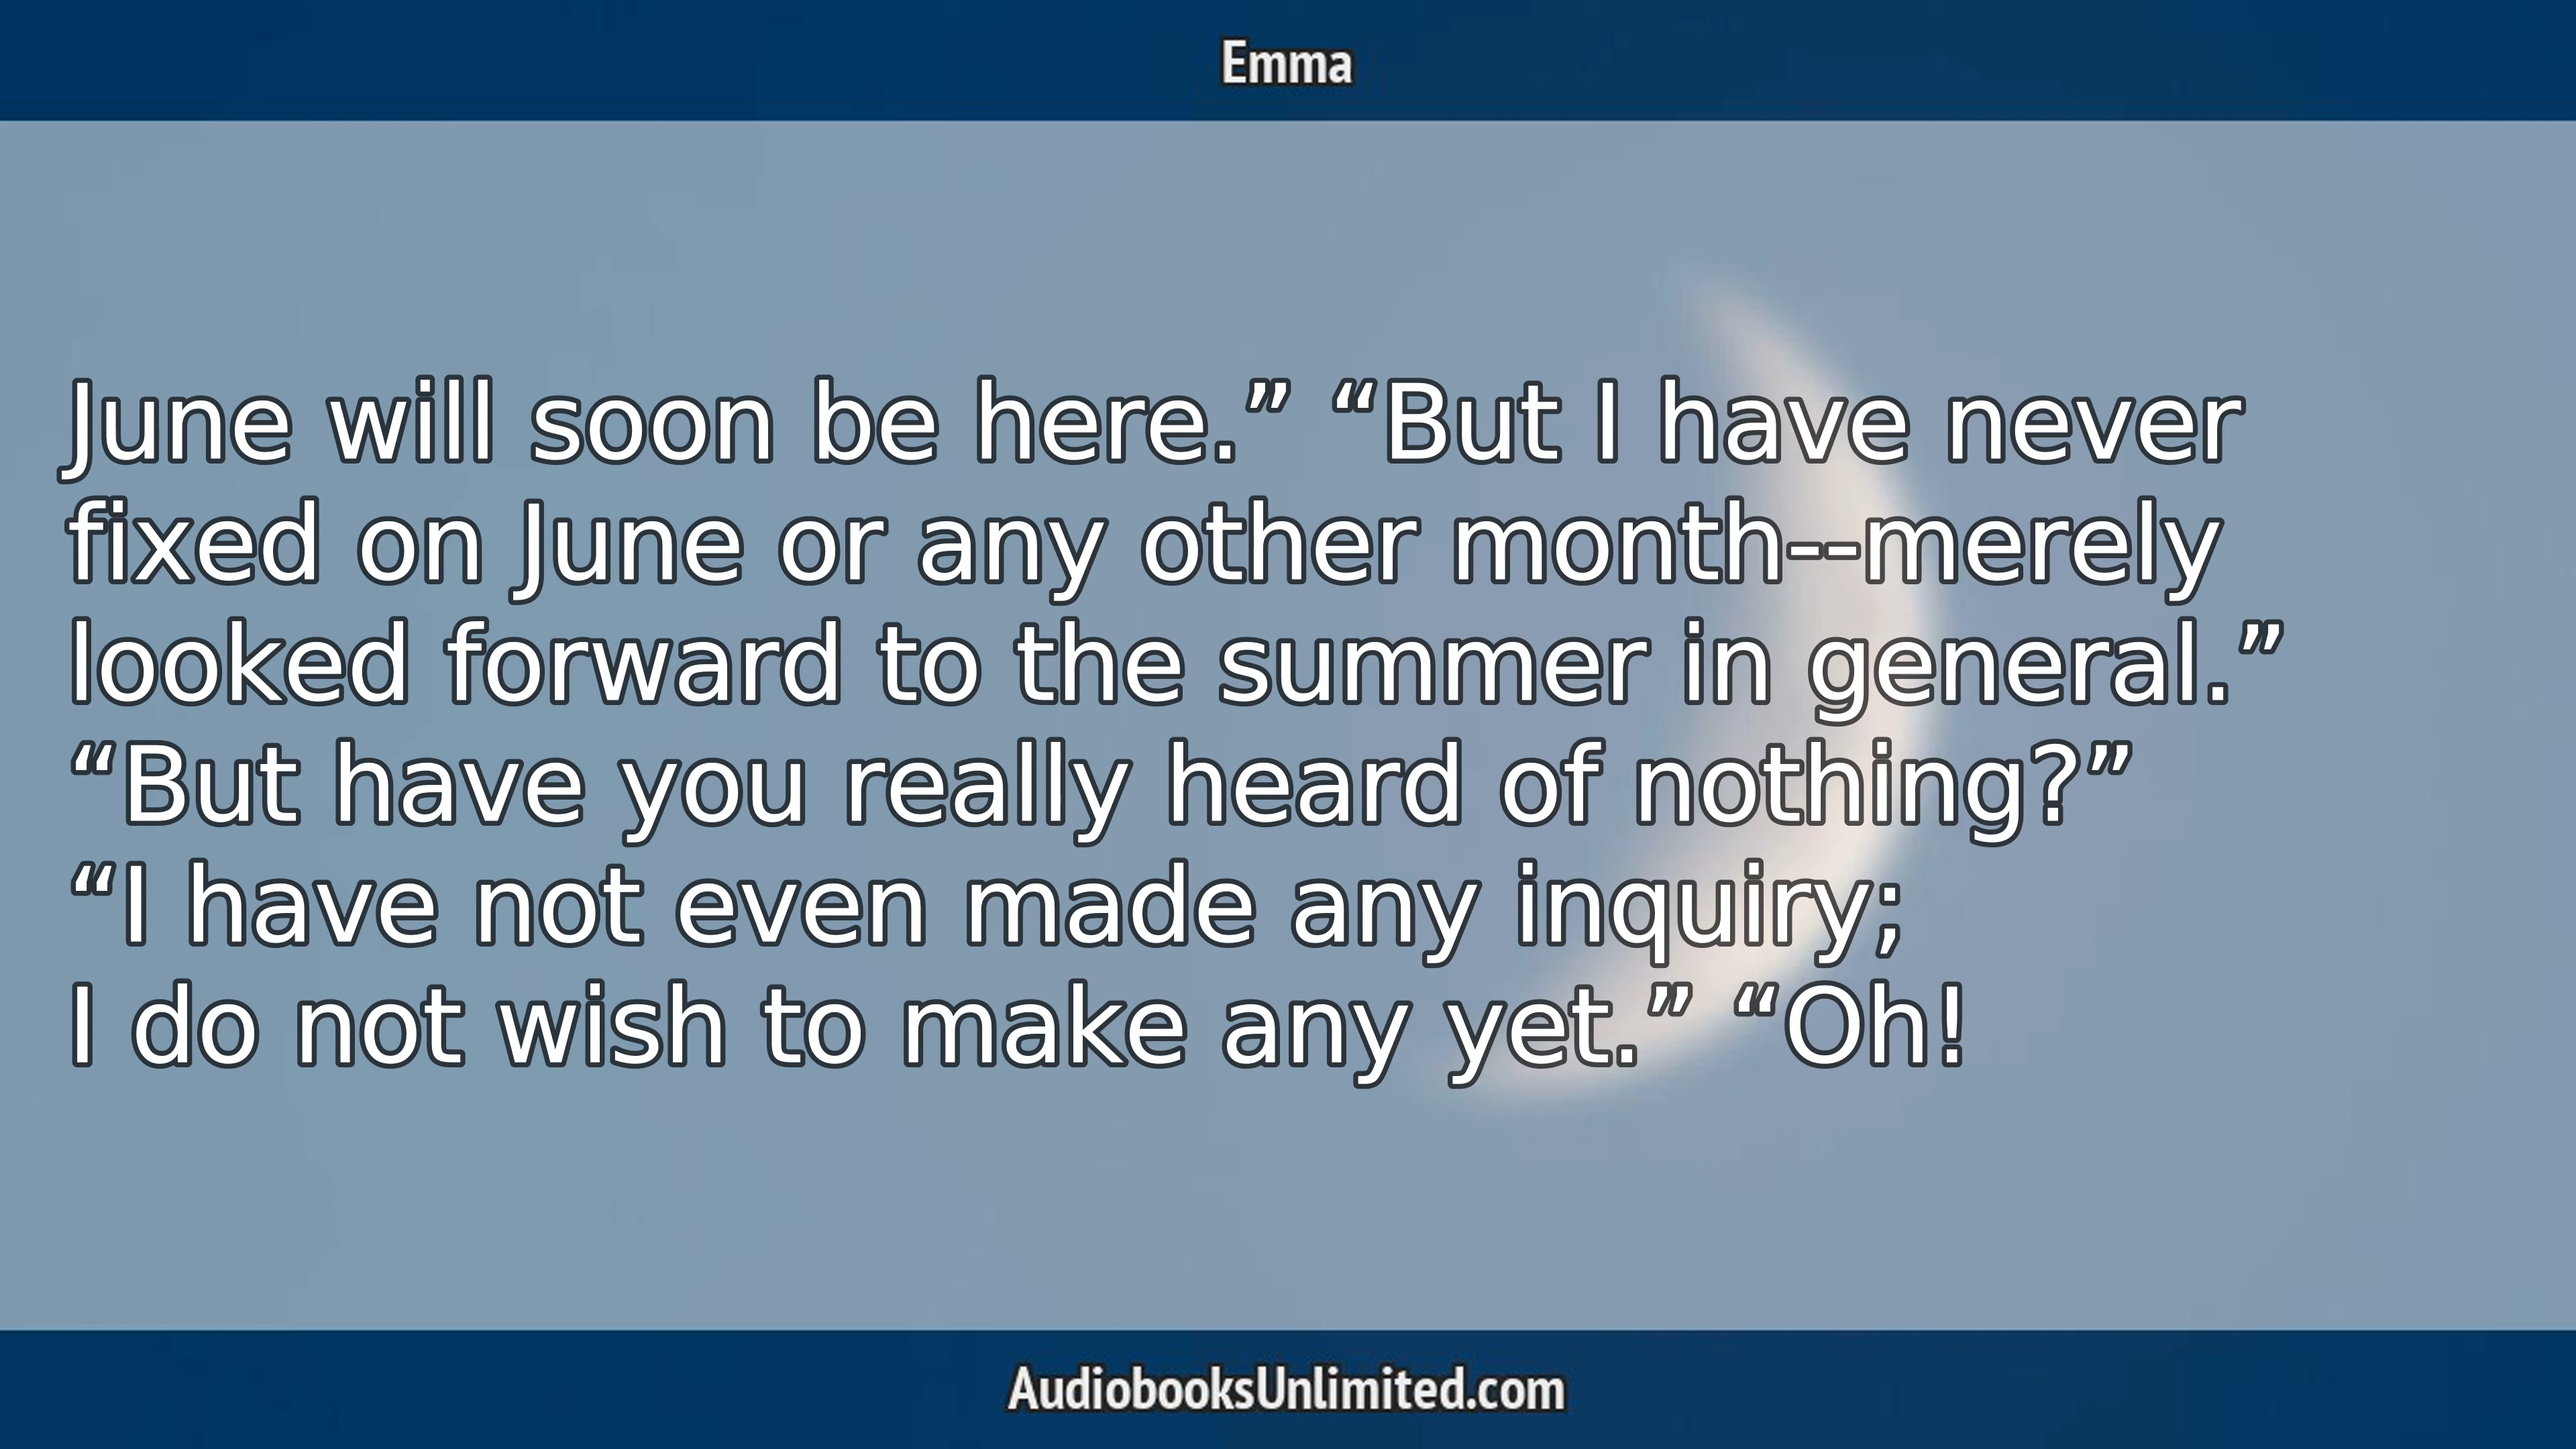 Emma
June will soon be here.” “But I have never
fixed on June or any other month--merely
looked forward to the summer in general.”
“But have you really heard of nothing?”
“I have not even made any inquiry;
I do not wish to make any yet.” “Oh!
AudiobooksUnlimited.com